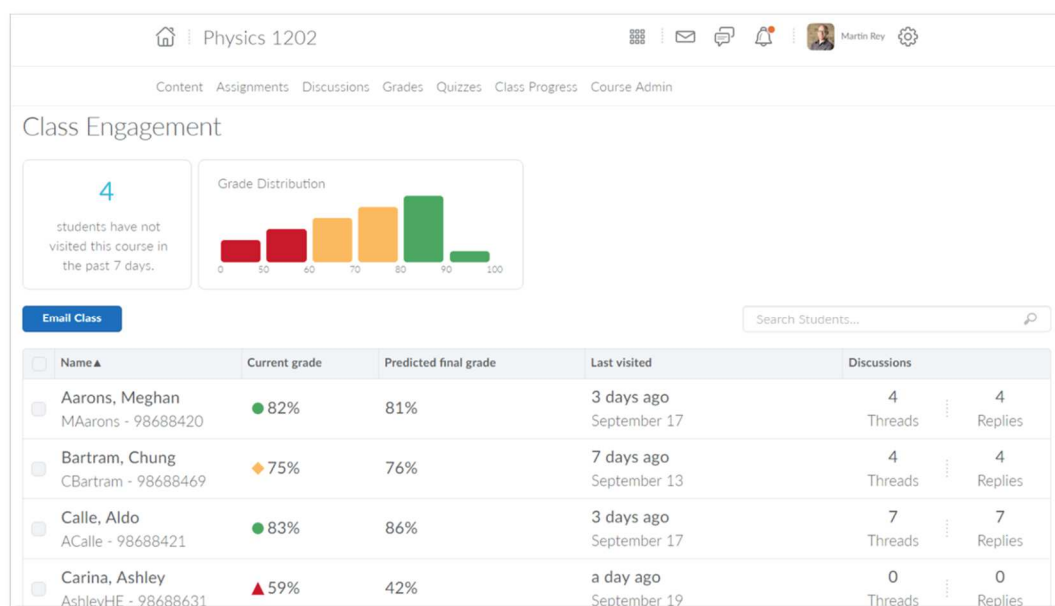 Physics 1202
Martin Rey
Content Assignments Discussions Grades Quizzes Class Progress Course Admin
Class Engagement
4
students have not
visited this course in
the past 7 days.
Grade Distribution
0 50 60 70 80 90 100
Email Class
Search Students...
Name▲ Current grade Predicted final grade Last visited Discussions
Aarons, Meghan 82% 81% 3 days ago 4 4
MAarons - 98688420 September 17 Threads Replies
Bartram, Chung 75% 76% 7 days ago 4 4
CBartram - 98688469 September 13 Threads Replies
Calle, Aldo 83% 86% 3 days ago 7 7
ACalle - 98688421 September 17 Threads Replies
Carina, Ashley 59% 42% a day ago 0 0
AshleyHE - 98688631 September 19 Threads Replies